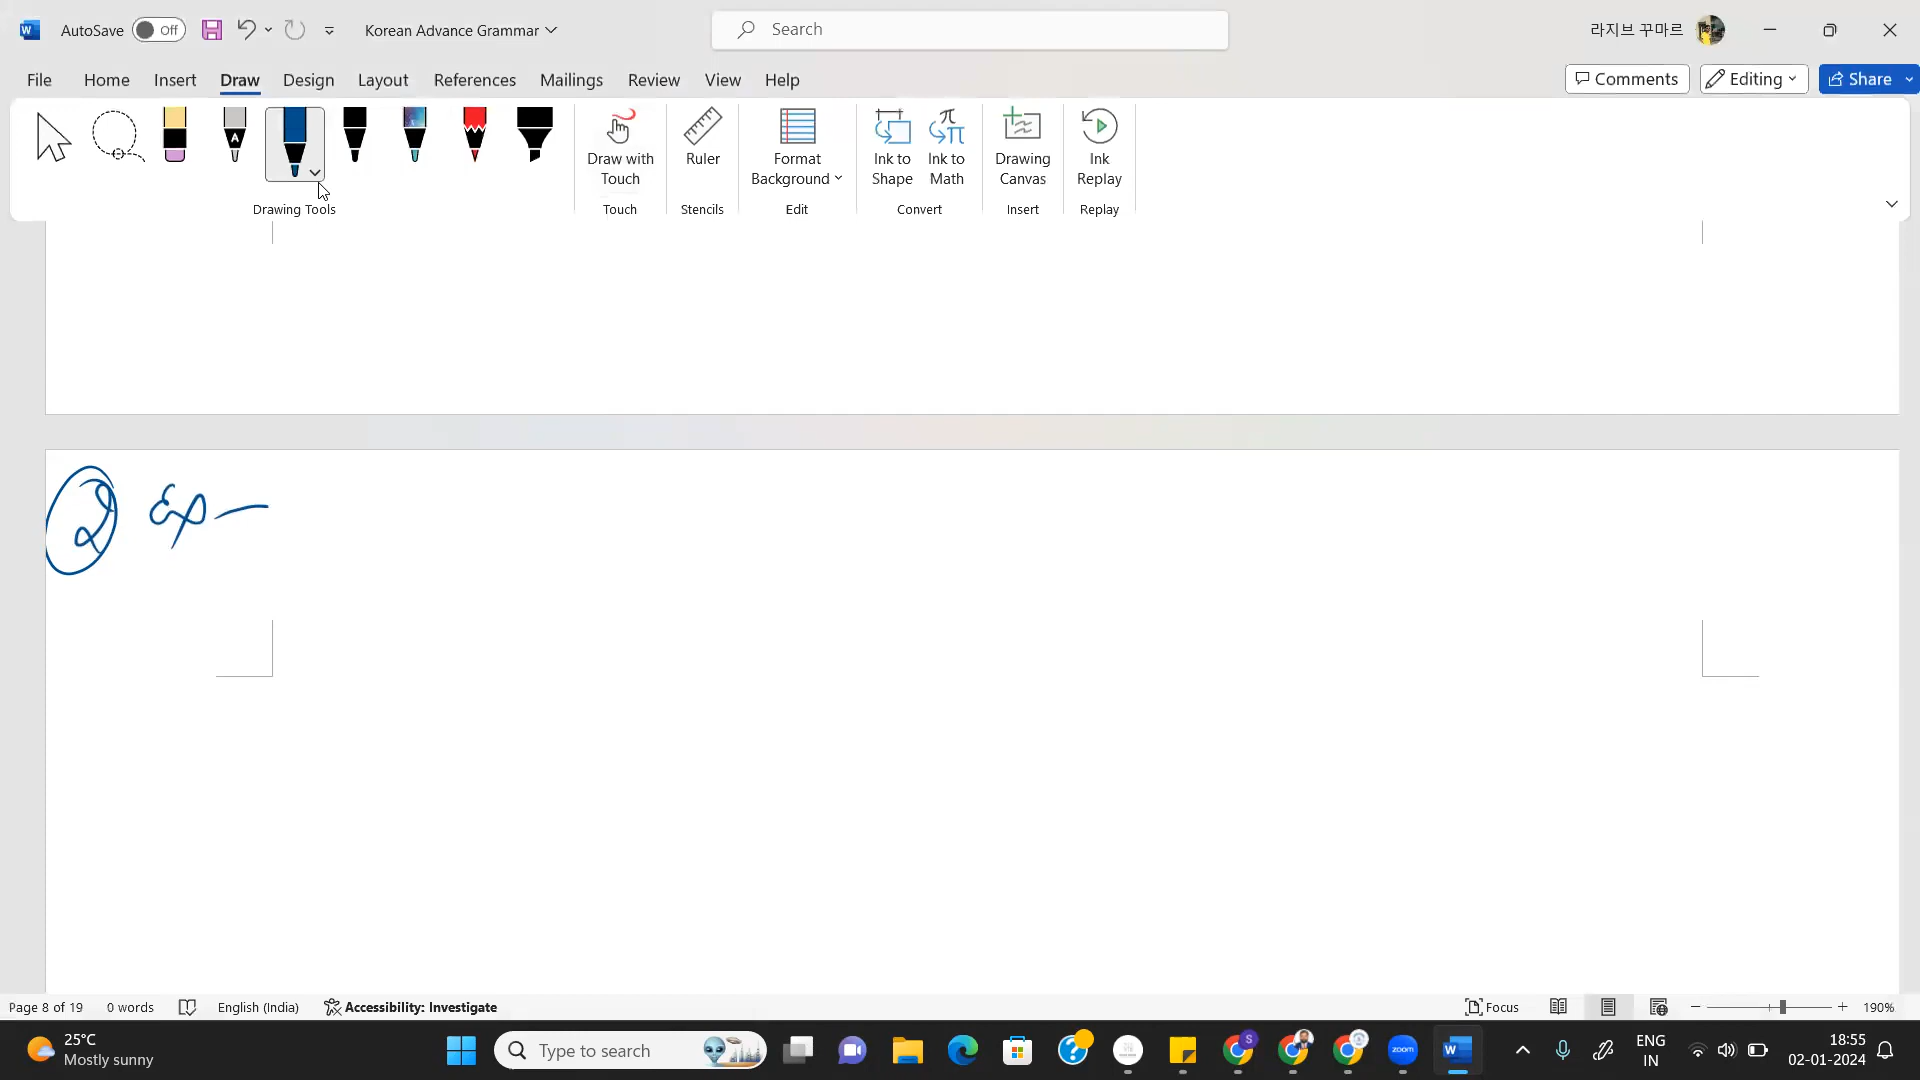 AutoSave Off Korean Advance Grammar Search 라지브 꾸마르
File Home Insert Draw Design Layout References Mailings Review View Help Comments Editing Share
Draw with Touch Ruler Format Background Ink to Shape Ink to Math Drawing Canvas Ink Replay
Drawing Tools Touch Stencils Edit Convert Insert Replay
2 Exp —
Page 8 of 19 0 words English (India) Accessibility: Investigate Focus 190%
25°C Mostly sunny Type to search zoom ENG IN 18:55 02-01-2024